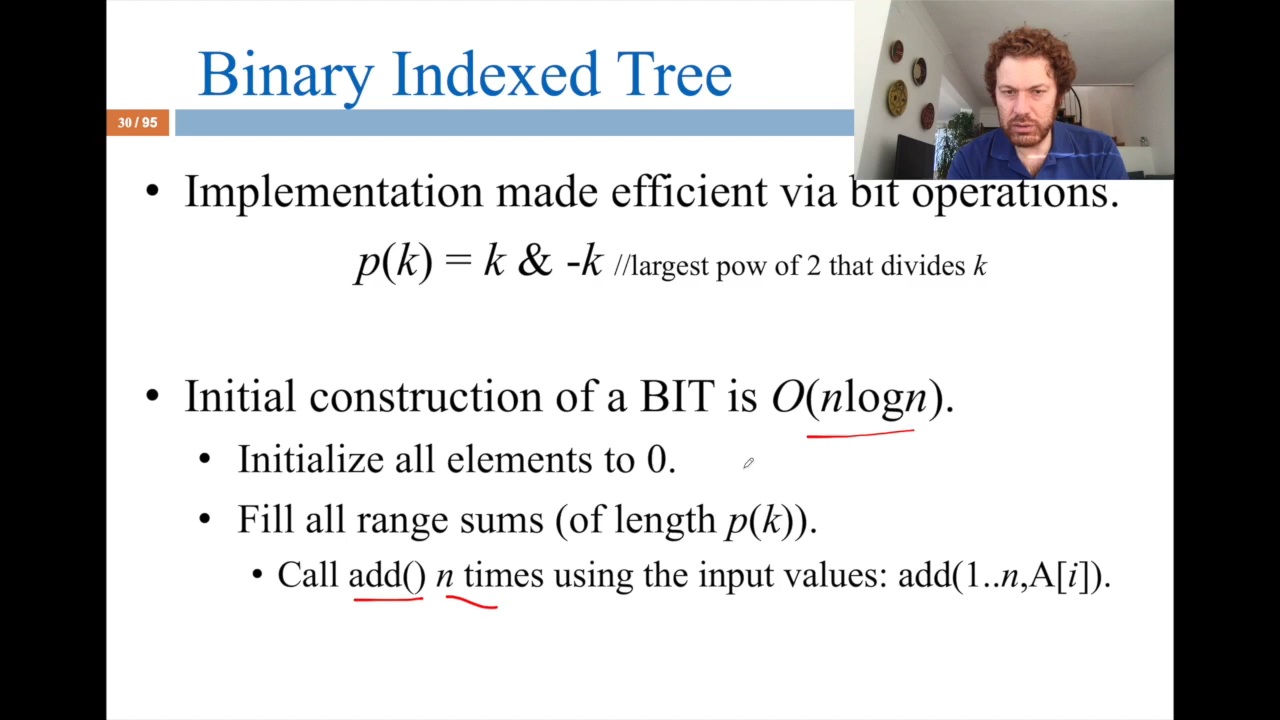 Binary Indexed Tree
30 / 95
• Implementation made efficient via bit operations.
p(k) = k & -k //largest pow of 2 that divides k
• Initial construction of a BIT is O(nlogn).
• Initialize all elements to 0.
• Fill all range sums (of length p(k)).
• Call add() n times using the input values: add(1..n,A[i]).